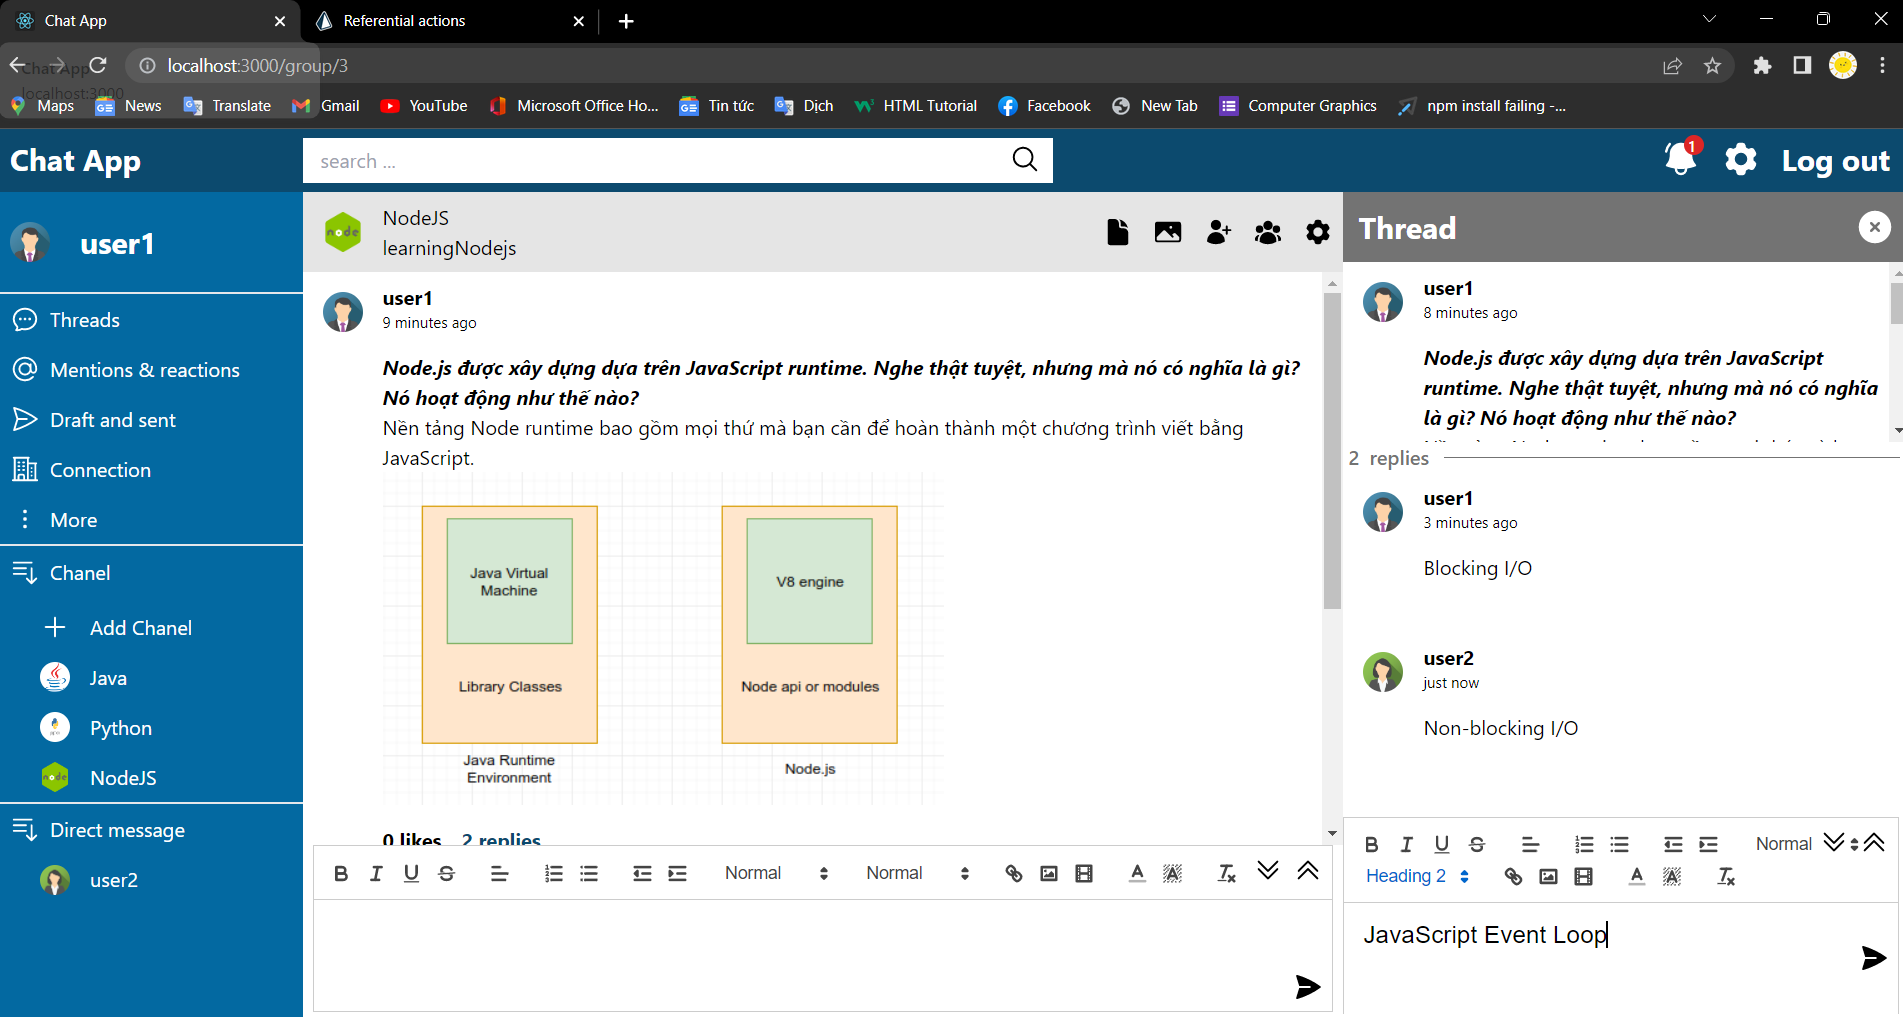 Chat App
Referential actions
localhost:3000/group/3
Chat App
localhost:3000
Maps
News
Translate
Gmail
YouTube
Microsoft Office Ho...
Tin tức
Dịch
HTML Tutorial
Facebook
New Tab
Computer Graphics
npm install failing -...
Chat App
search ...
1
Log out
user1
Threads
Mentions & reactions
Draft and sent
Connection
More
Chanel
Add Chanel
Java
Python
NodeJS
Direct message
user2
node
NodeJS
learningNodejs
user1
9 minutes ago
Node.js được xây dựng dựa trên JavaScript runtime. Nghe thật tuyệt, nhưng mà nó có nghĩa là gì?
Nó hoạt động như thế nào?
Nền tảng Node runtime bao gồm mọi thứ mà bạn cần để hoàn thành một chương trình viết bằng
JavaScript.
Java Virtual
Machine
Library Classes
Java Runtime
Environment
V8 engine
Node api or modules
Node.js
0 likes 2 replies
Normal
Normal
Thread
user1
8 minutes ago
Node.js được xây dựng dựa trên JavaScript
runtime. Nghe thật tuyệt, nhưng mà nó có nghĩa
là gì? Nó hoạt động như thế nào?
2 replies
user1
3 minutes ago
Blocking I/O
user2
just now
Non-blocking I/O
Normal
Heading 2
JavaScript Event Loop